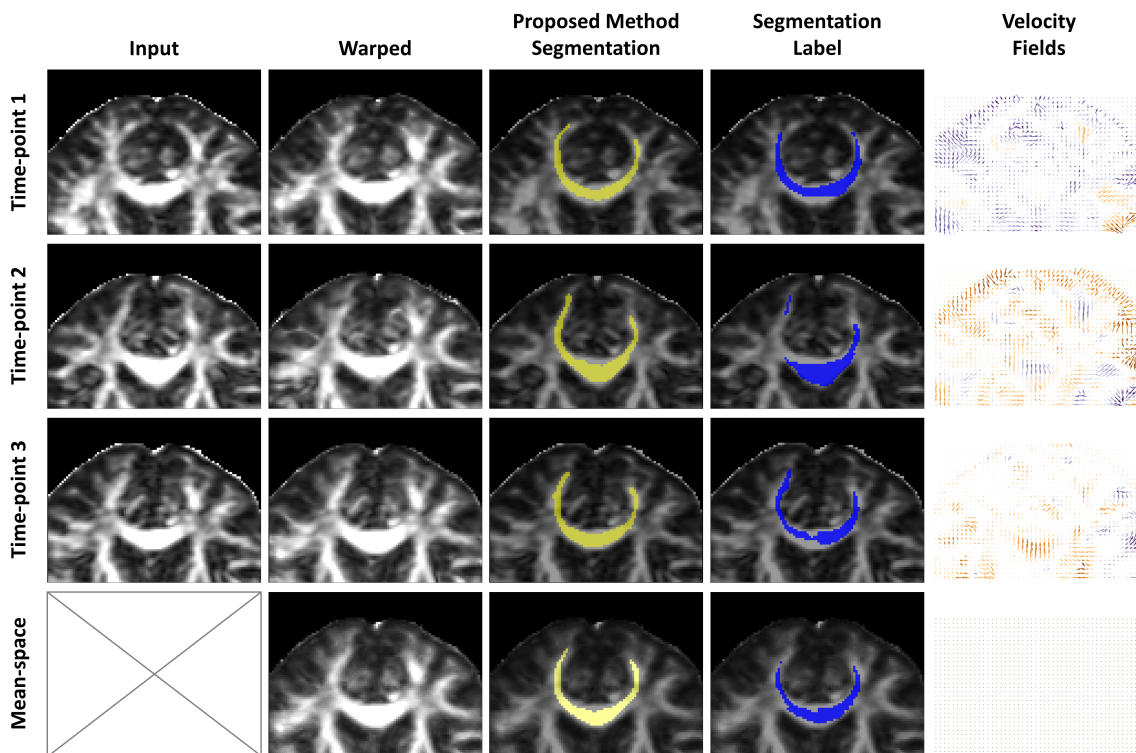 Input
Warped
Proposed Method
Segmentation
Segmentation
Label
Velocity
Fields
Time-point 1
Time-point 2
Time-point 3
Mean-space